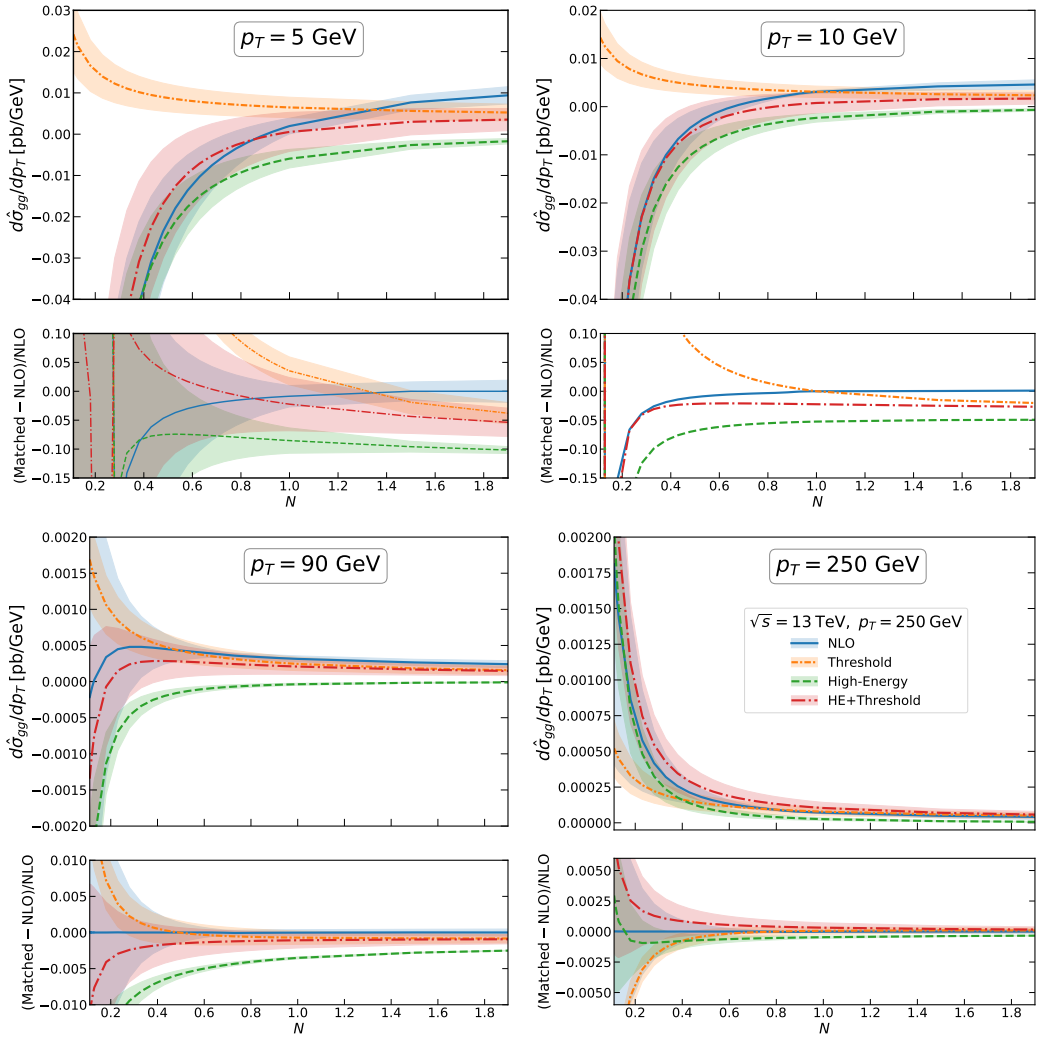 p_T = 5 GeV
dσ̂_gg/dp_T [pb/GeV]
0.03
0.02
0.01
0.00
−0.01
−0.02
−0.03
−0.04
(Matched − NLO)/NLO
0.10
0.05
0.00
−0.05
−0.10
−0.15
0.2 0.4 0.6 0.8 1.0 1.2 1.4 1.6 1.8
N
p_T = 10 GeV
dσ̂_gg/dp_T [pb/GeV]
0.02
0.01
0.00
−0.01
−0.02
−0.03
−0.04
(Matched − NLO)/NLO
0.10
0.05
0.00
−0.05
−0.10
−0.15
0.2 0.4 0.6 0.8 1.0 1.2 1.4 1.6 1.8
N
p_T = 90 GeV
dσ̂_gg/dp_T [pb/GeV]
0.0020
0.0015
0.0010
0.0005
0.0000
−0.0005
−0.0010
−0.0015
−0.0020
(Matched − NLO)/NLO
0.010
0.005
0.000
−0.005
−0.010
0.2 0.4 0.6 0.8 1.0 1.2 1.4 1.6 1.8
N
p_T = 250 GeV
√s = 13 TeV, p_T = 250 GeV
NLO
Threshold
High-Energy
HE+Threshold
dσ̂_gg/dp_T [pb/GeV]
0.00200
0.00175
0.00150
0.00125
0.00100
0.00075
0.00050
0.00025
0.00000
(Matched − NLO)/NLO
0.0050
0.0025
0.0000
−0.0025
−0.0050
0.2 0.4 0.6 0.8 1.0 1.2 1.4 1.6 1.8
N